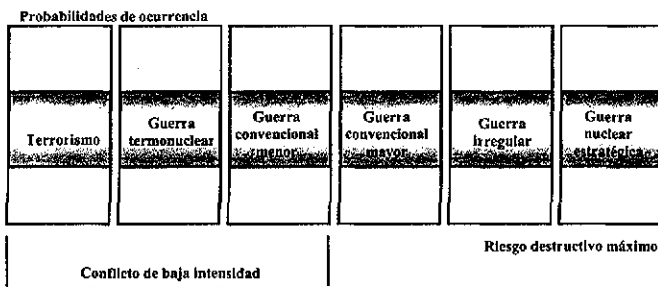 Probabilidades de ocurrencia
Terrorismo
Guerra
termonuclear
Guerra
convencional
menor
Guerra
convencional
mayor
Guerra
irregular
Guerra
nuclear
estratégica
Riesgo destructivo máximo
Conflicto de baja intensidad